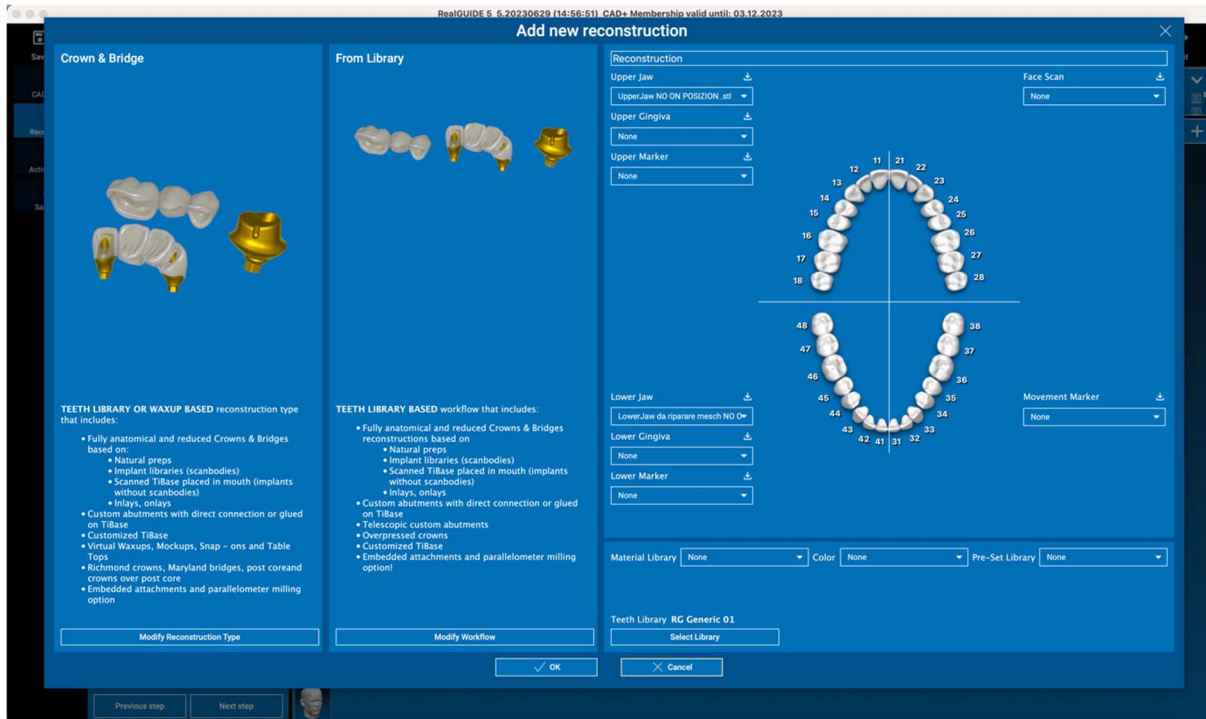 RealGUIDE 5 5.20230629 (14:56:51) CAD+ Membership valid until: 03.12.2023
Add new reconstruction
Crown & Bridge
TEETH LIBRARY OR WAXUP BASED reconstruction type
that includes:
• Fully anatomical and reduced Crowns & Bridges
based on:
• Natural preps
• Implant libraries (scanbodies)
• Scanned TiBase placed in mouth (implants
without scanbodies)
• Inlays, onlays
• Custom abutments with direct connection or glued
on TiBase
• Customized TiBase
• Virtual Waxups, Mockups, Snap – ons and Table
Tops
• Richmond crowns, Maryland bridges, post coreand
crowns over post core
• Embedded attachments and parallelometer milling
option
Modify Reconstruction Type
From Library
TEETH LIBRARY BASED workflow that includes:
• Fully anatomical and reduced Crowns & Bridges
reconstructions based on
• Natural preps
• Implant libraries (scanbodies)
• Scanned TiBase placed in mouth (implants
without scanbodies)
• Inlays, onlays
• Custom abutments with direct connection or glued
on TiBase
• Telescopic custom abutments
• Overpressed crowns
• Customized TiBase
• Embedded attachments and parallelometer milling
option!
Modify Workflow
Reconstruction
Upper Jaw
UpperJaw NO ON POSIZION .stl
Upper Gingiva
None
Upper Marker
None
Face Scan
None
11 21
12 22
13 23
14 24
15 25
16 26
17 27
18 28
48 38
47 37
46 36
45 35
44 34
43 33
42 41 31 32
Lower Jaw
LowerJaw da riparare mesch NO O
Lower Gingiva
None
Lower Marker
None
Movement Marker
None
Material Library None Color None Pre-Set Library None
Teeth Library RG Generic 01
Select Library
OK Cancel
Previous step Next step